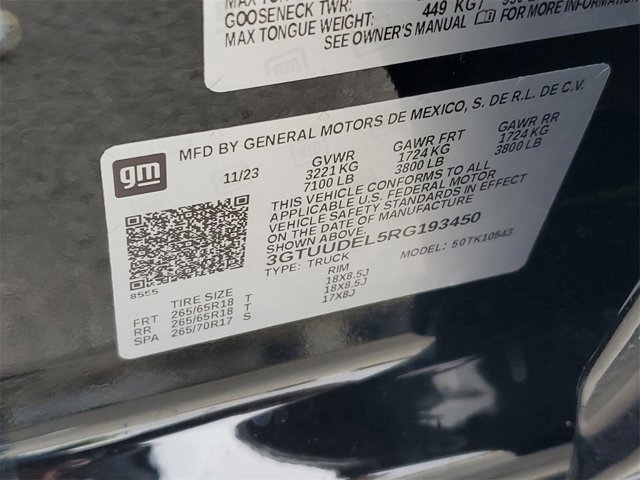 GOOSENECK TWR:
MAX TONGUE WEIGHT: 449 KG/
SEE OWNER'S MANUAL FOR MORE INFORMATION
gm
MFD BY GENERAL MOTORS DE MEXICO, S. DE R.L. DE C.V.
11/23 GVWR GAWR FRT GAWR RR
3221 KG 1724 KG 1724 KG
7100 LB 3800 LB 3800 LB
THIS VEHICLE CONFORMS TO ALL
APPLICABLE U.S. FEDERAL MOTOR
VEHICLE SAFETY STANDARDS IN EFFECT
ON THE DATE OF MANUFACTURE
SHOWN ABOVE
3GTUUDEL5RG193450
TYPE: TRUCK MODEL: 50TK10543
TIRE SIZE RIM
FRT 265/65R18 T 18X8.5J
RR 265/65R18 T 18X8.5J
SPA 265/70R17 S 17X8J